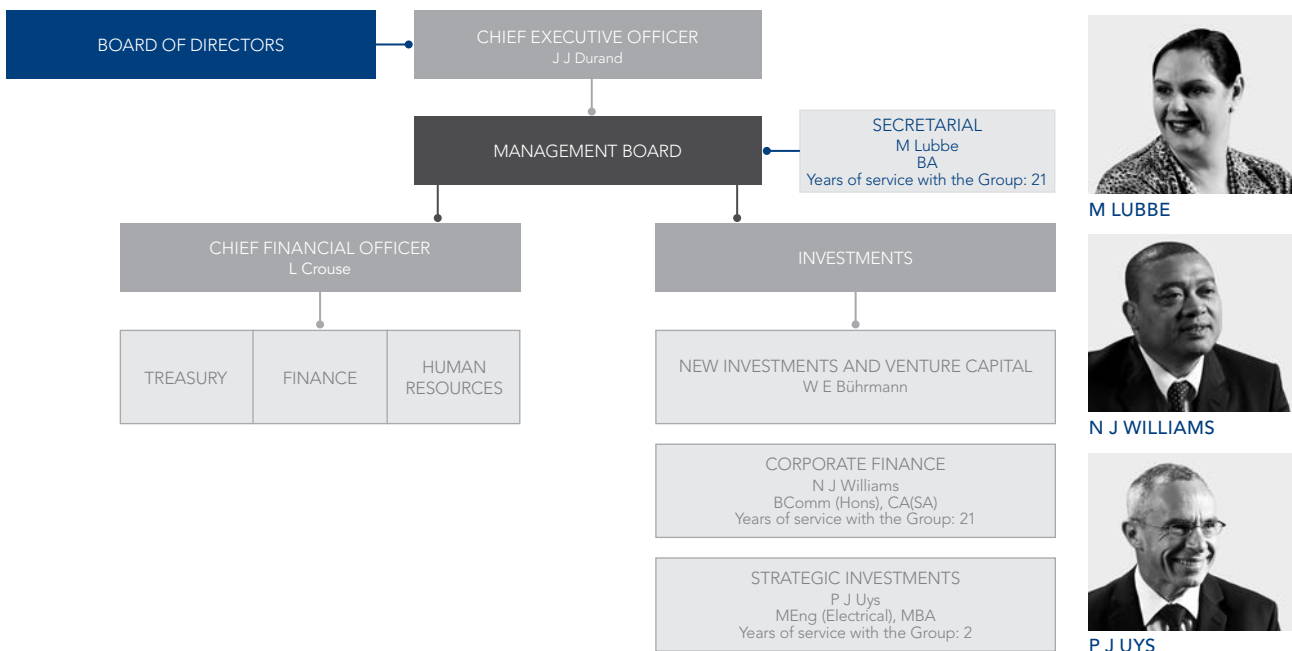 BOARD OF DIRECTORS
CHIEF EXECUTIVE OFFICER
J J Durand
MANAGEMENT BOARD
SECRETARIAL
M Lubbe
BA
Years of service with the Group: 21
M LUBBE
CHIEF FINANCIAL OFFICER
L Crouse
INVESTMENTS
TREASURY
FINANCE
HUMAN
RESOURCES
NEW INVESTMENTS AND VENTURE CAPITAL
W E Bührmann
N J WILLIAMS
CORPORATE FINANCE
N J Williams
BComm (Hons), CA(SA)
Years of service with the Group: 21
STRATEGIC INVESTMENTS
P J Uys
MEng (Electrical), MBA
Years of service with the Group: 2
P J UYS